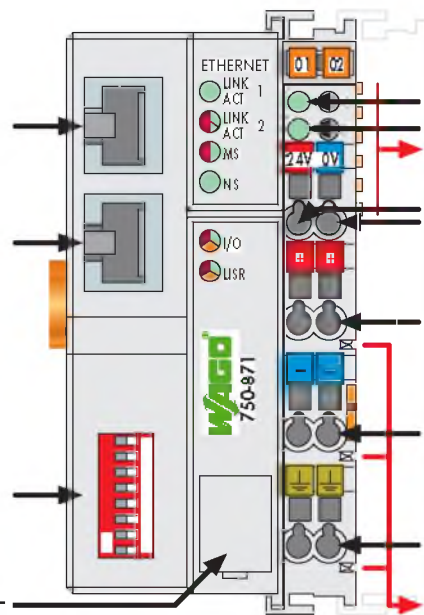 01 02
ETHERNET
LINK 1
ACT
LINK 2
ACT
MS
NS
24V 0V
I/O
USR
+ +
WAGO
750-871
- -